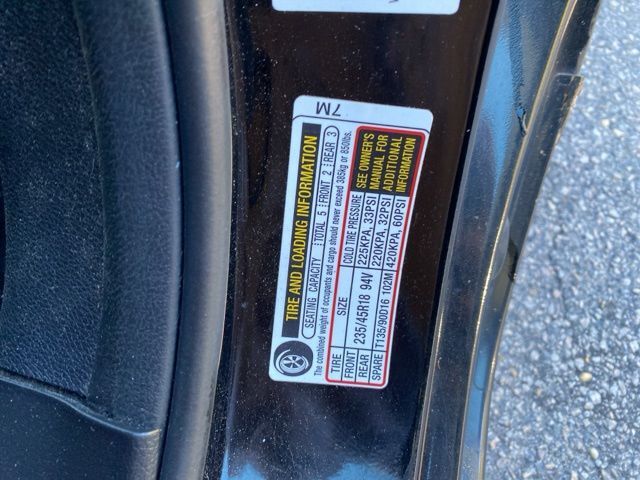 7M
TIRE AND LOADING INFORMATION
SEATING CAPACITY TOTAL 5 FRONT 2 REAR 3
The combined weight of occupants and cargo should never exceed 385kg or 850lbs.
TIRE SIZE COLD TIRE PRESSURE
FRONT 235/45R18 94V 225KPA, 33PSI
REAR 220KPA, 32PSI
SPARE T135/90D16 102M 420KPA, 60PSI
SEE OWNER'S
MANUAL FOR
ADDITIONAL
INFORMATION